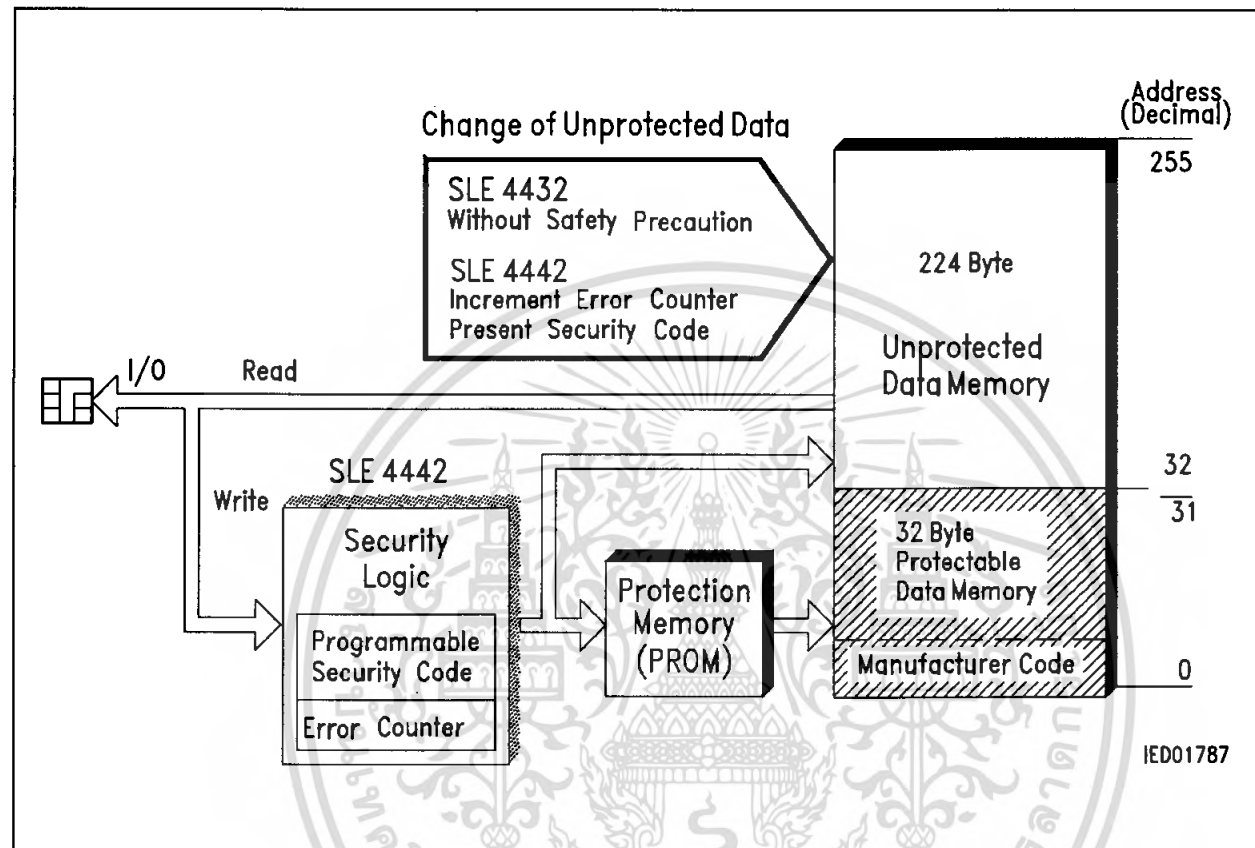 Address
(Decimal)
255
Change of Unprotected Data
SLE 4432
Without Safety Precaution
SLE 4442
Increment Error Counter
Present Security Code
224 Byte
Unprotected
Data Memory
I/O
Read
SLE 4442
Write
32
31
Security
Logic
Programmable
Security Code
Error Counter
Protection
Memory
(PROM)
32 Byte
Protectable
Data Memory
Manufacturer Code
0
IED01787